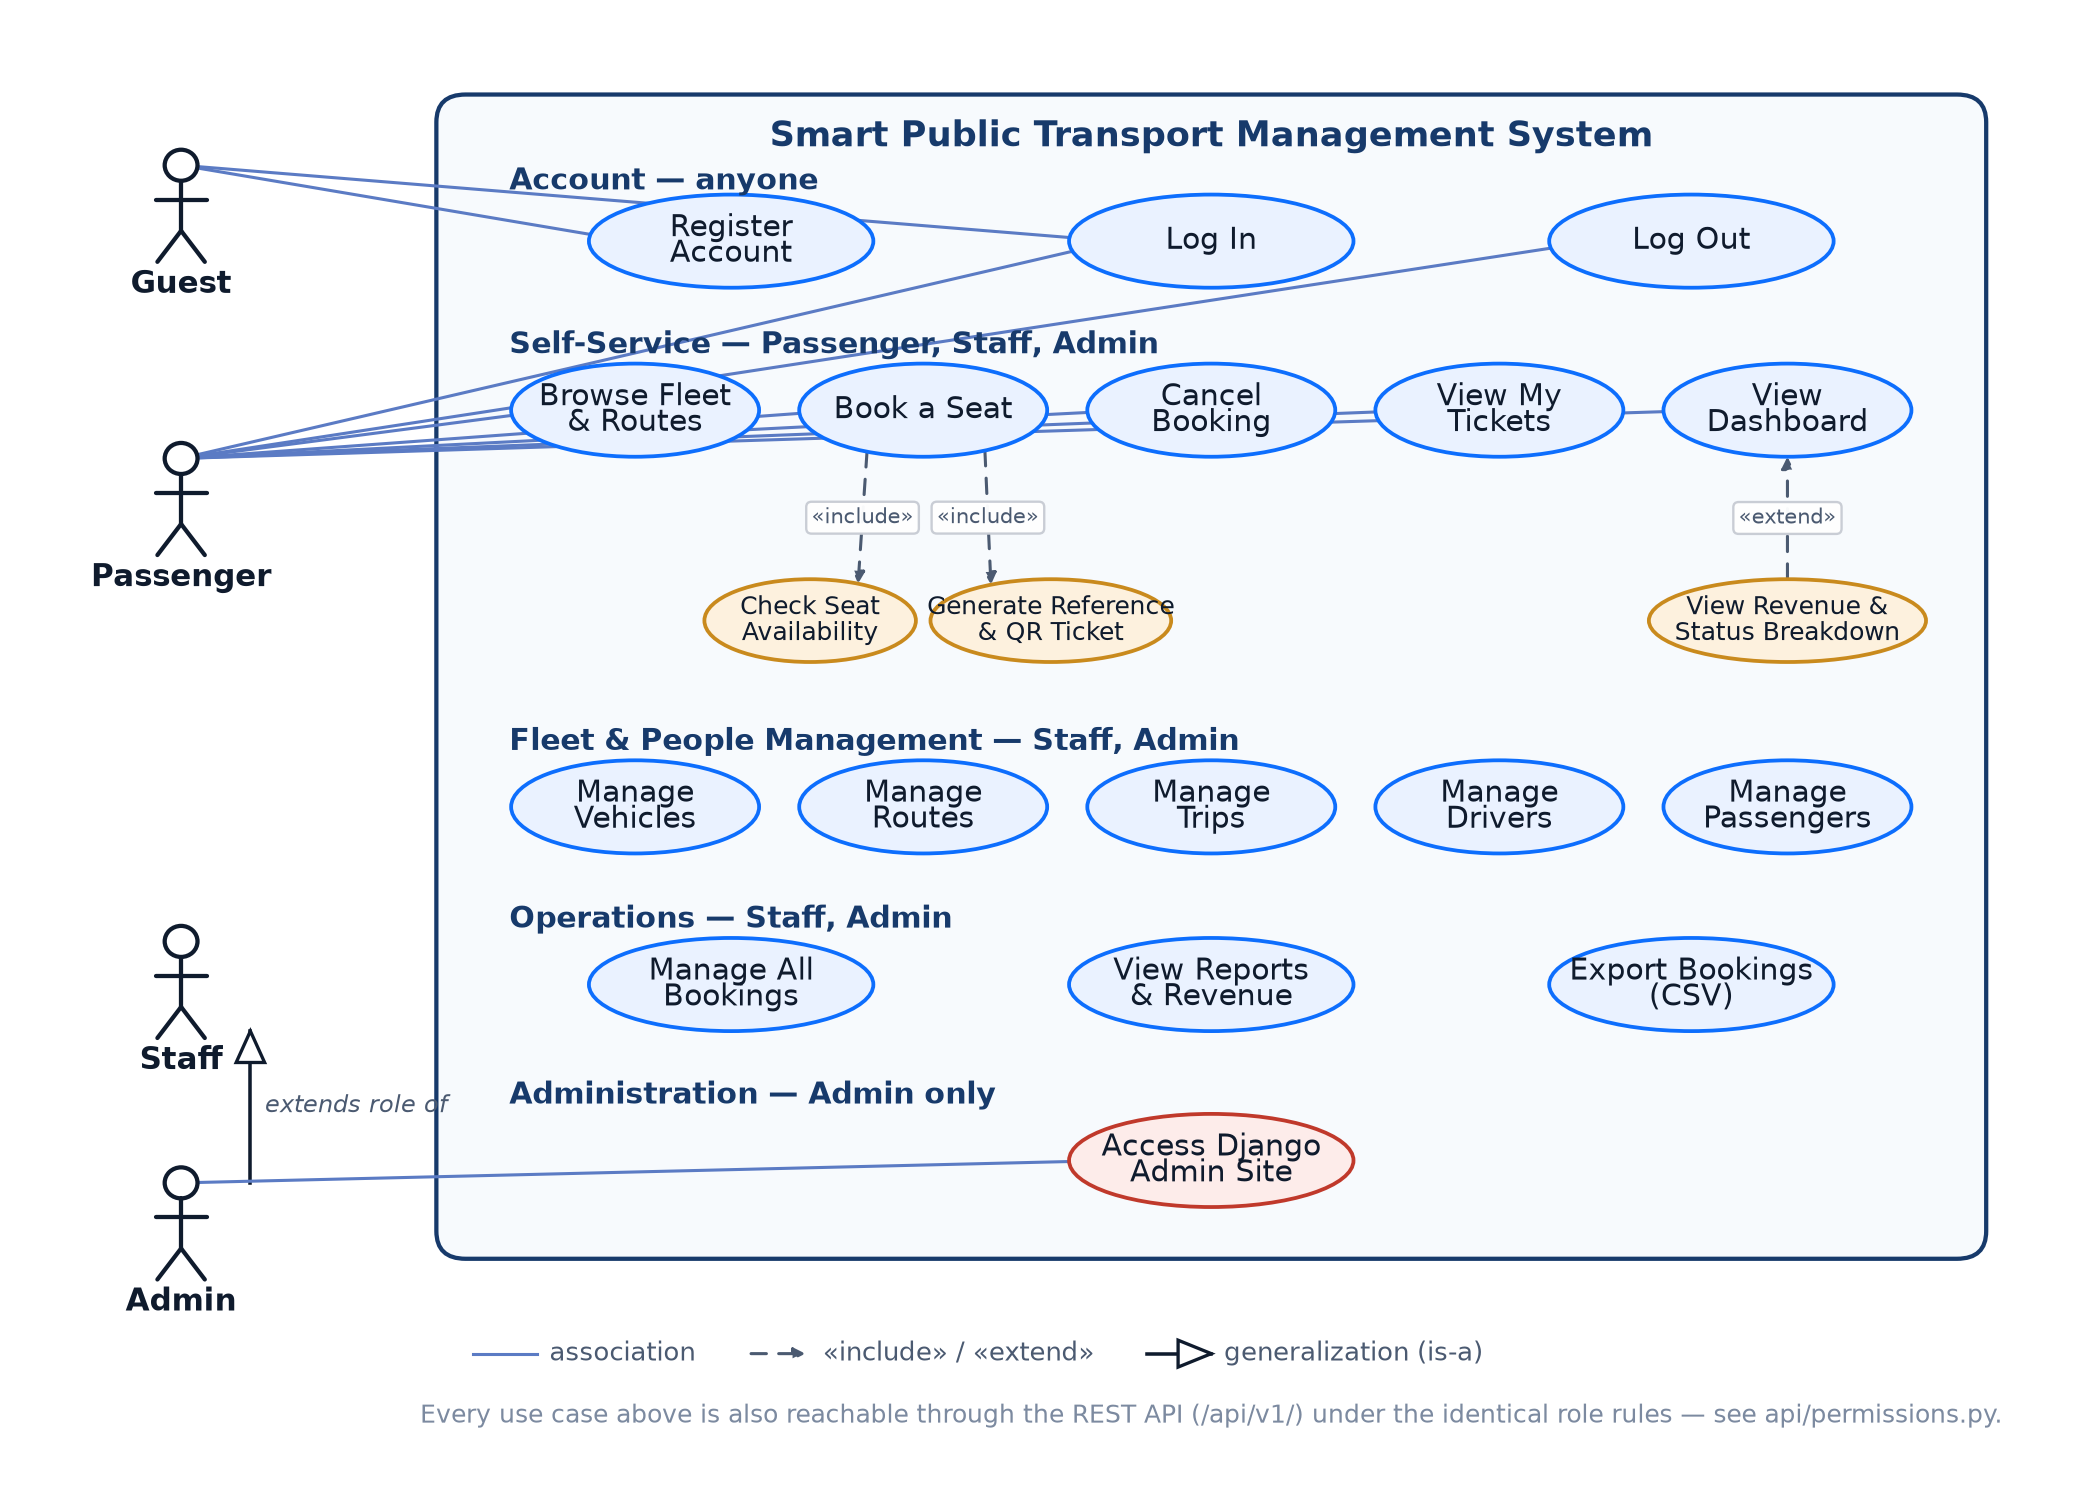 Smart Public Transport Management System
Account — anyone
Register
Account
Log In
Log Out
Guest
Self-Service — Passenger, Staff, Admin
Browse Fleet
& Routes
Book a Seat
Cancel
Booking
View My
Tickets
View
Dashboard
Passenger
«include»
«include»
«extend»
Check Seat
Availability
Generate Reference
& QR Ticket
View Revenue &
Status Breakdown
Fleet & People Management — Staff, Admin
Manage
Vehicles
Manage
Routes
Manage
Trips
Manage
Drivers
Manage
Passengers
Operations — Staff, Admin
Manage All
Bookings
View Reports
& Revenue
Export Bookings
(CSV)
Staff
extends role of
Administration — Admin only
Access Django
Admin Site
Admin
association
«include» / «extend»
generalization (is-a)
Every use case above is also reachable through the REST API (/api/v1/) under the identical role rules — see api/permissions.py.